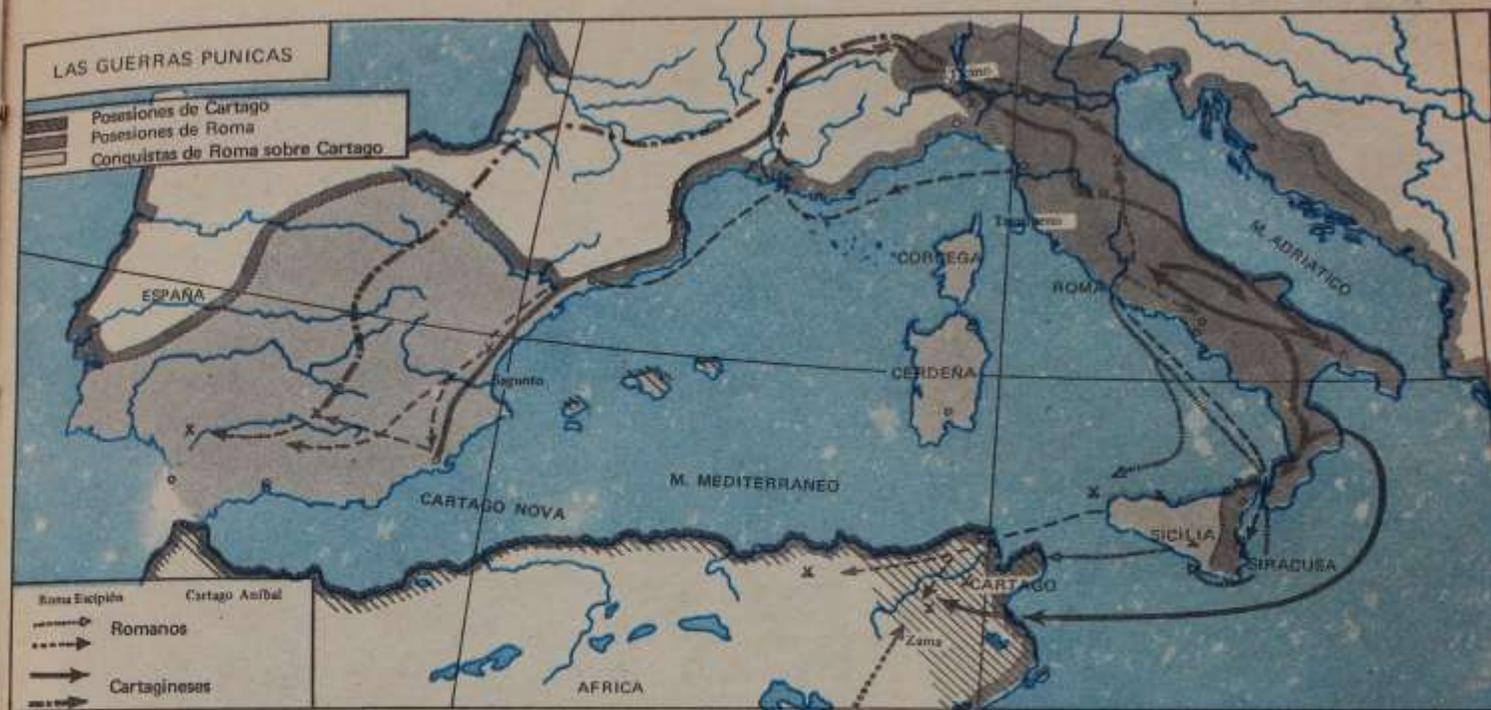 LAS GUERRAS PUNICAS
Posesiones de Cartago
Posesiones de Roma
Conquistas de Roma sobre Cartago
ESPAÑA
Sagunto
CARTAGO NOVA
CORCEGA
CERDEÑA
ROMA
M. ADRIATICO
M. MEDITERRANEO
SICILIA
SIRACUSA
CARTAGO
Zama
AFRICA
Roma Escipión
Cartago Aníbal
Romanos
Cartagineses